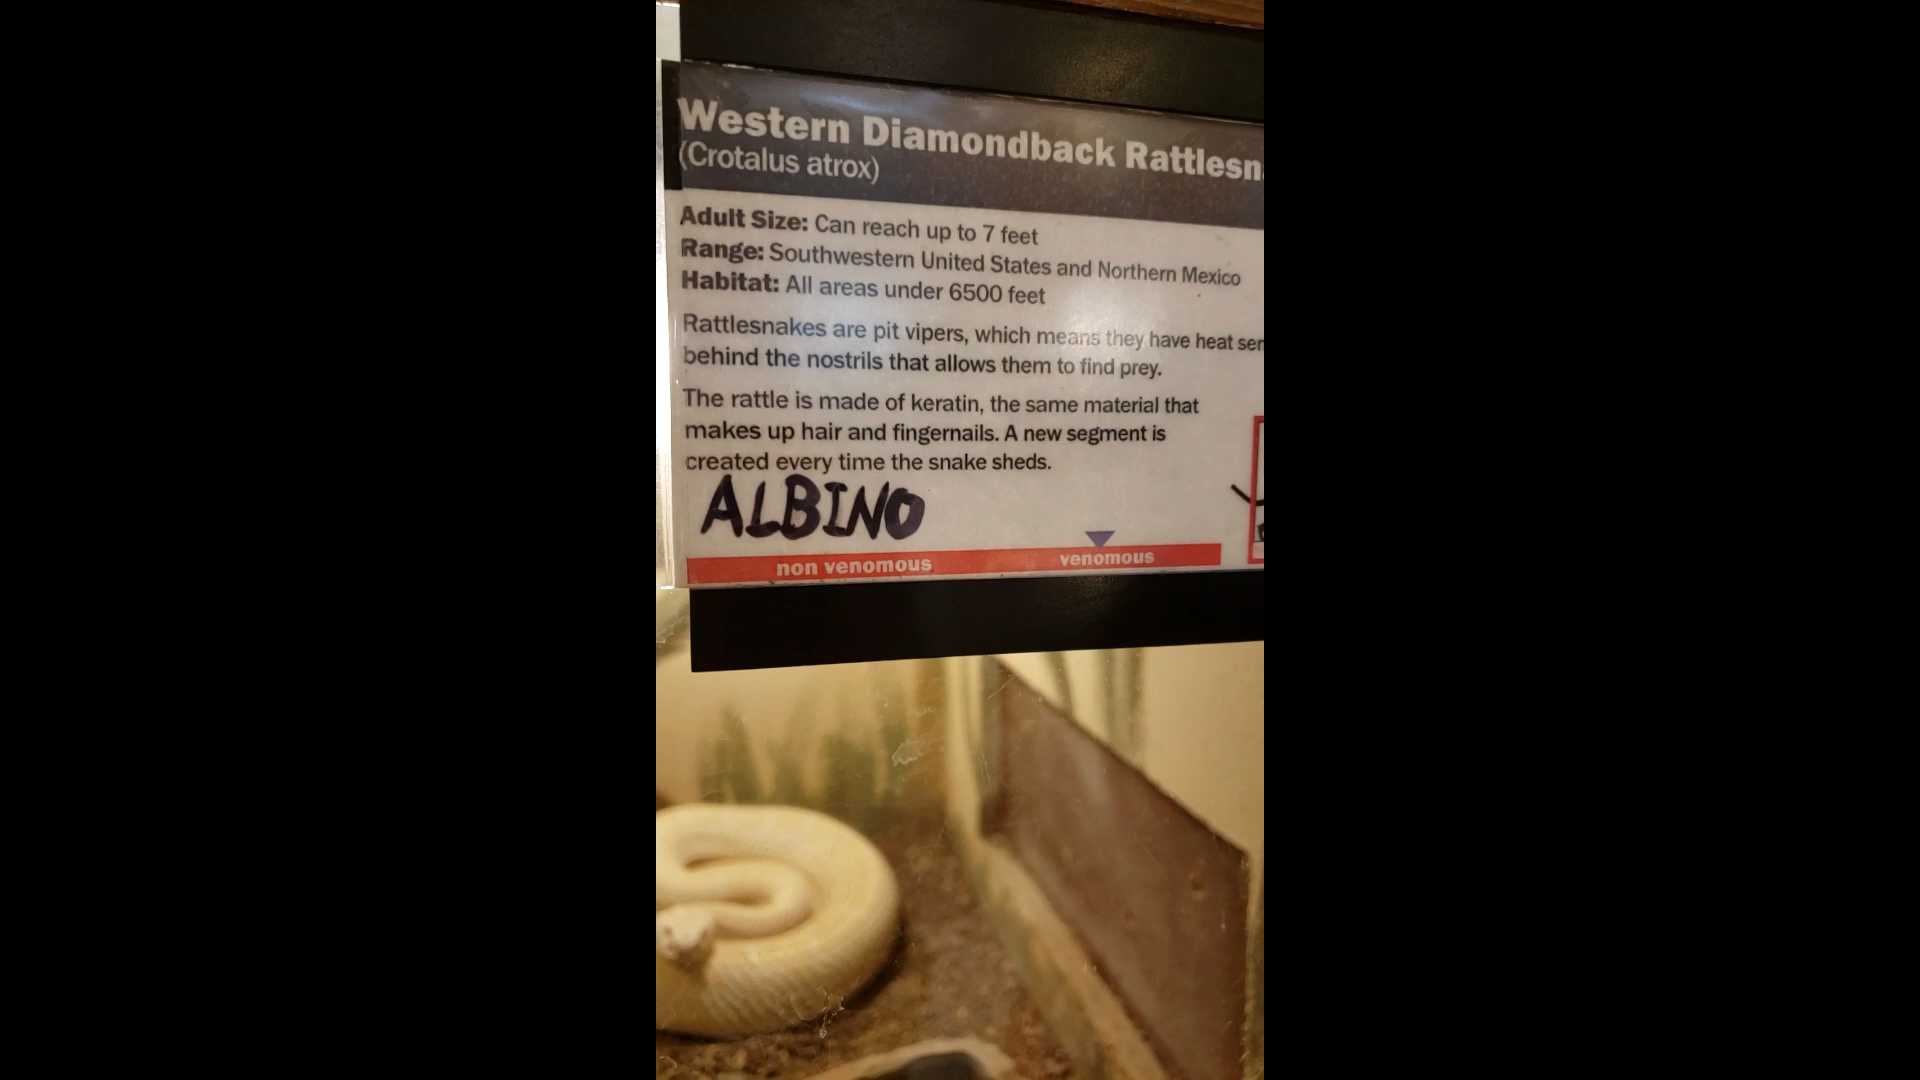 Western Diamondback Rattlesn
(Crotalus atrox)
Adult Size: Can reach up to 7 feet
Range: Southwestern United States and Northern Mexico
Habitat: All areas under 6500 feet
Rattlesnakes are pit vipers, which means they have heat sen
behind the nostrils that allows them to find prey.
The rattle is made of keratin, the same material that
makes up hair and fingernails. A new segment is
created every time the snake sheds.
ALBINO
non venomous venomous